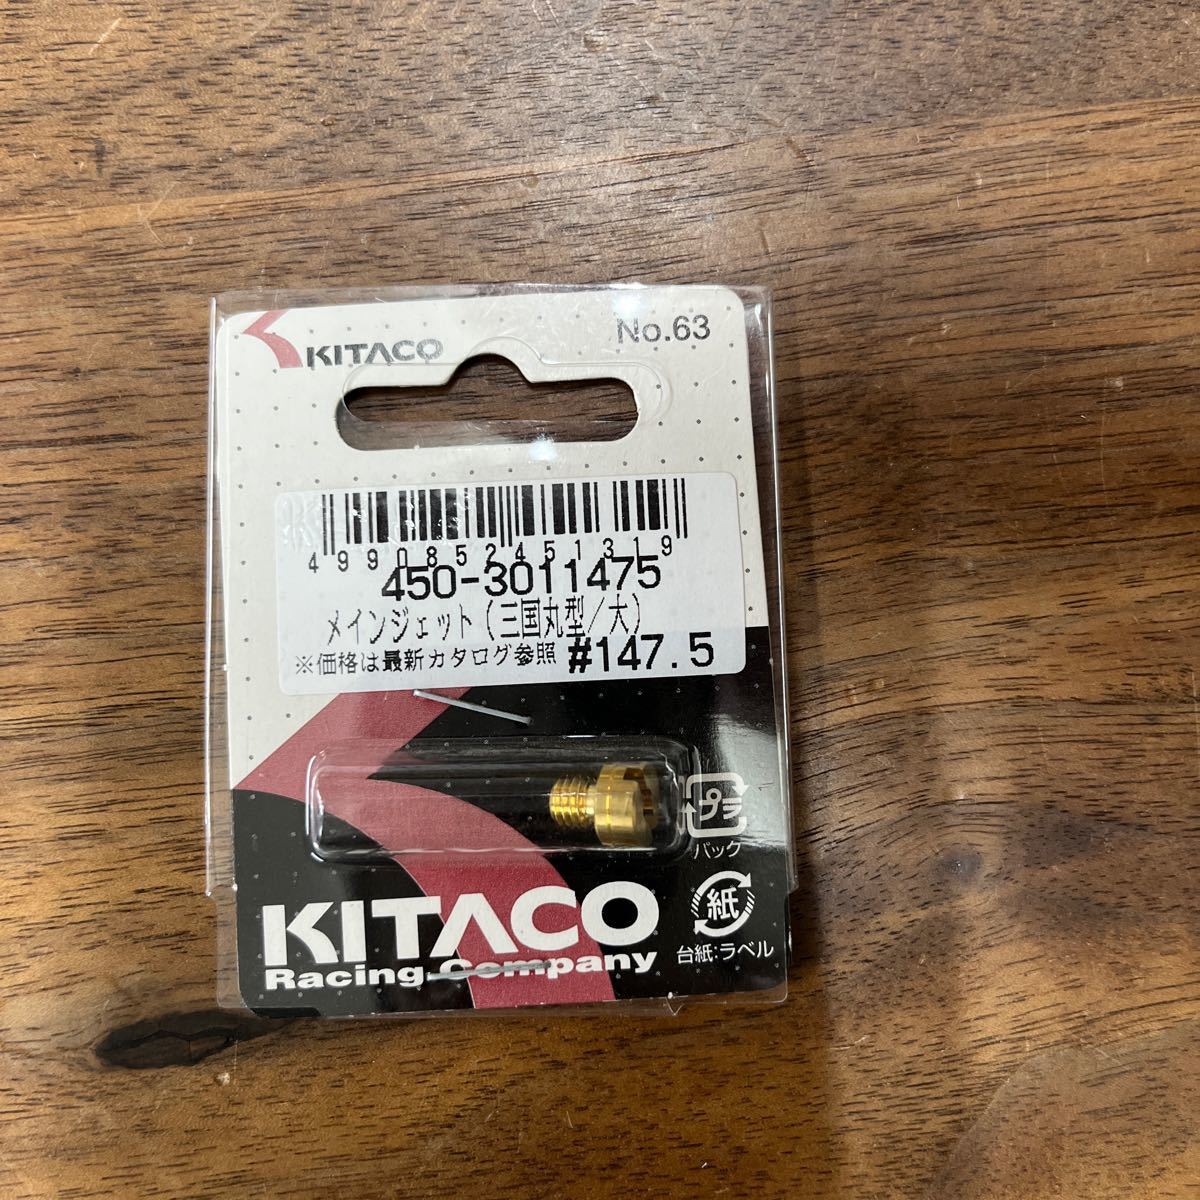 KITACO
No.63
4990852451319
450-3011475
メインジェット(三国丸型/大)
※価格は最新カタログ参照 #147.5
プラ
パック
KITACO
Racing Company
紙
台紙:ラベル